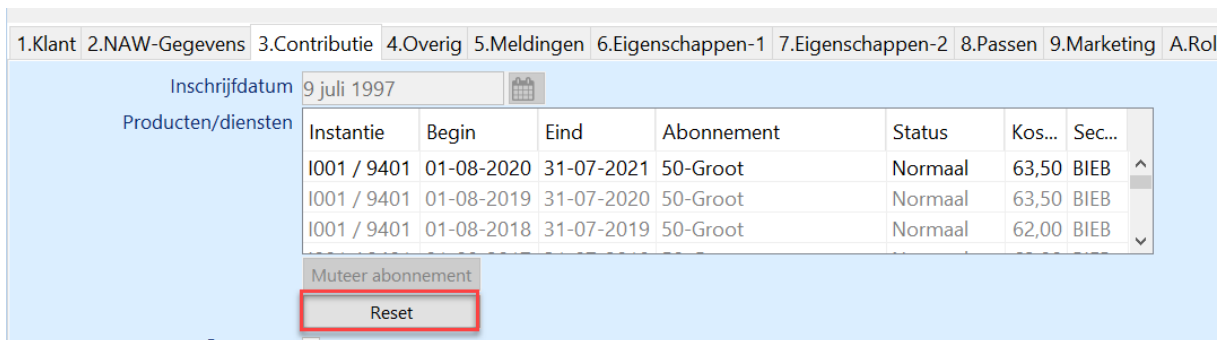 1.Klant 2.NAW-Gegevens 3.Contributie 4.Overig 5.Meldingen 6.Eigenschappen-1 7.Eigenschappen-2 8.Passen 9.Marketing A.Rol
Inschrijfdatum 9 juli 1997
Producten/diensten Instantie Begin Eind Abonnement Status Kos... Sec...
I001 / 9401 01-08-2020 31-07-2021 50-Groot Normaal 63,50 BIEB
I001 / 9401 01-08-2019 31-07-2020 50-Groot Normaal 63,50 BIEB
I001 / 9401 01-08-2018 31-07-2019 50-Groot Normaal 62,00 BIEB
Muteer abonnement
Reset